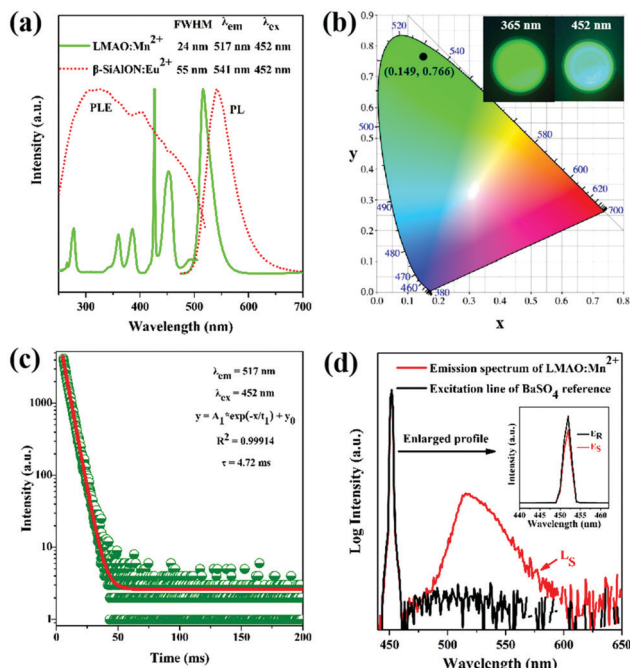 (a)
FWHM λem λex
LMAO:Mn2+ 24 nm 517 nm 452 nm
β-SiAlON:Eu2+ 55 nm 541 nm 452 nm
PLE
PL
Intensity (a.u.)
300 400 500 600 700
Wavelength (nm)
(b)
365 nm
452 nm
(0.149, 0.766)
520
540
500
580
600
620
700
490
480
470
460
380
0.9
0.8
0.7
0.6
0.5
0.4
0.3
0.2
0.1
0.0
y
0.0 0.1 0.2 0.3 0.4 0.5 0.6 0.7 0.8
x
(c)
λem = 517 nm
λex = 452 nm
y = A1*exp(-x/t1) + y0
R2 = 0.99914
τ = 4.72 ms
1000
100
10
1
Intensity (a.u.)
0 50 100 150 200
Time (ms)
(d)
Emission spectrum of LMAO:Mn2+
Excitation line of BaSO4 reference
Enlarged profile
ER
ES
Intensity (a.u.)
440 445 450 455 460
Wavelength (nm)
LS
Log Intensity (a.u.)
450 500 550 600 650
Wavelength (nm)